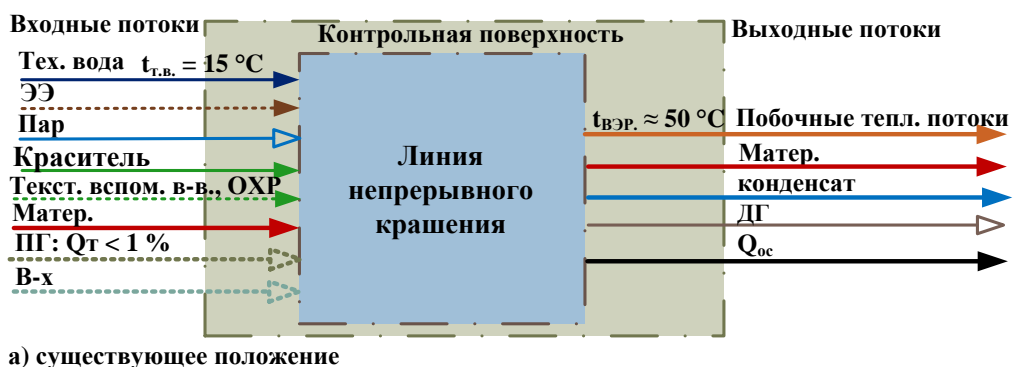 Входные потоки
Контрольная поверхность
Выходные потоки
Тех. вода tт.в. = 15 °C
ЭЭ
Пар
Краситель
Текст. вспом. в-в., ОХР
Матер.
ПГ: Qт < 1 %
В-х
Линия
непрерывного
крашения
tВЭР. ≈ 50 °C Побочные тепл. потоки
Матер.
конденсат
ДГ
Qос
а) существующее положение